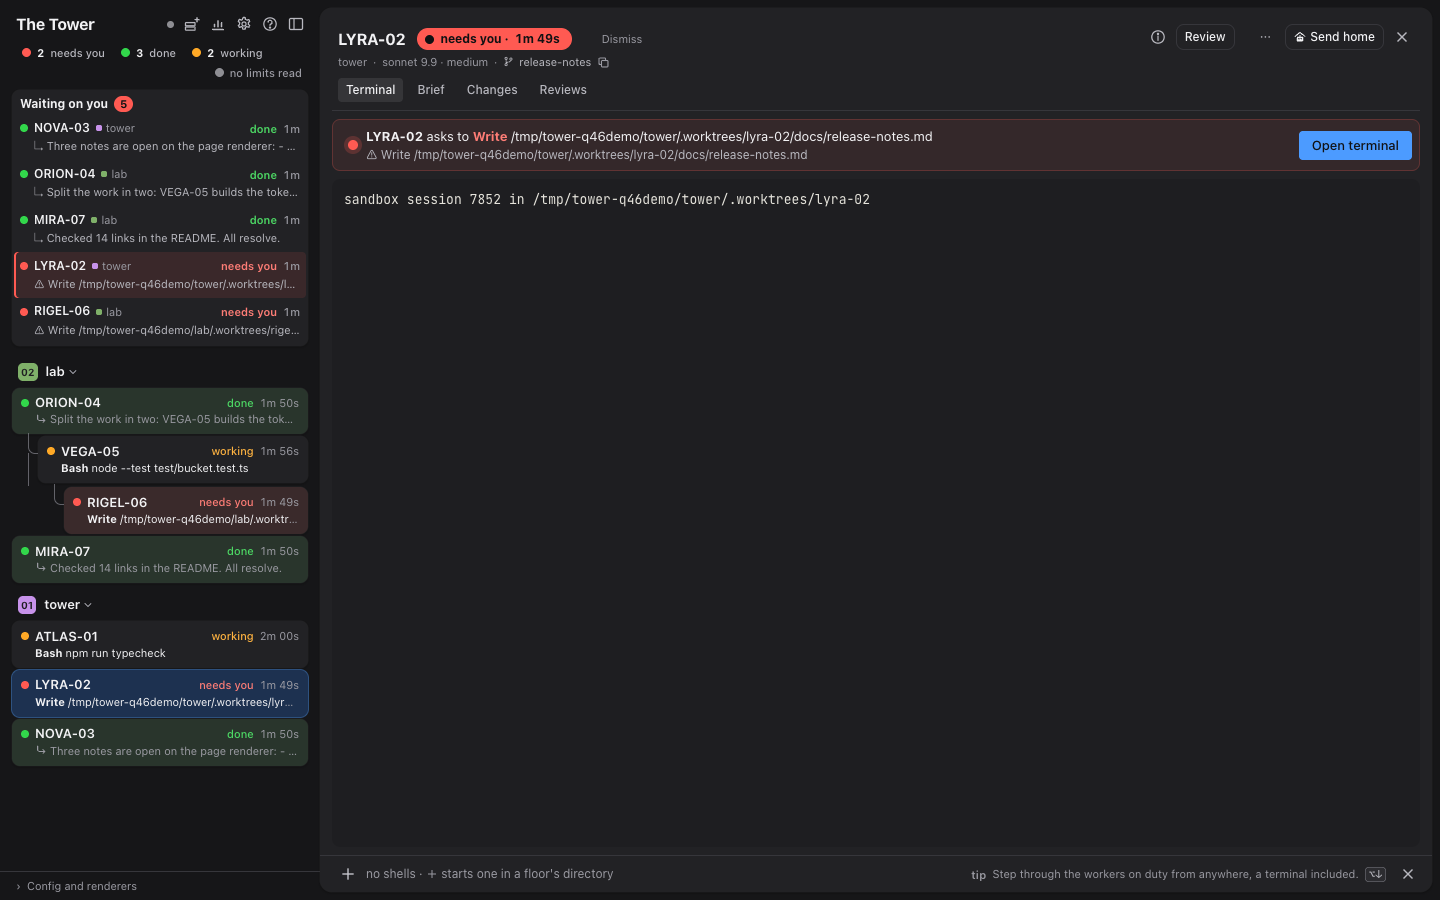 The Tower
2 needs you 3 done 2 working
no limits read
Waiting on you 5
NOVA-03 tower done 1m
Three notes are open on the page renderer: - …
ORION-04 lab done 1m
Split the work in two: VEGA-05 builds the toke…
MIRA-07 lab done 1m
Checked 14 links in the README. All resolve.
LYRA-02 tower needs you 1m
Write /tmp/tower-q46demo/tower/.worktrees/l…
RIGEL-06 lab needs you 1m
Write /tmp/tower-q46demo/lab/.worktrees/rige…
02 lab
ORION-04 done 1m 50s
Split the work in two: VEGA-05 builds the tok…
VEGA-05 working 1m 56s
Bash node --test test/bucket.test.ts
RIGEL-06 needs you 1m 49s
Write /tmp/tower-q46demo/lab/.worktr…
MIRA-07 done 1m 50s
Checked 14 links in the README. All resolve.
01 tower
ATLAS-01 working 2m 00s
Bash npm run typecheck
LYRA-02 needs you 1m 49s
Write /tmp/tower-q46demo/tower/.worktrees/lyr…
NOVA-03 done 1m 50s
Three notes are open on the page renderer: - …
› Config and renderers
LYRA-02 needs you · 1m 49s Dismiss
Review ··· Send home
tower · sonnet 9.9 · medium · release-notes
Terminal Brief Changes Reviews
LYRA-02 asks to Write /tmp/tower-q46demo/tower/.worktrees/lyra-02/docs/release-notes.md
Write /tmp/tower-q46demo/tower/.worktrees/lyra-02/docs/release-notes.md
Open terminal
sandbox session 7852 in /tmp/tower-q46demo/tower/.worktrees/lyra-02
+ no shells · + starts one in a floor's directory
tip Step through the workers on duty from anywhere, a terminal included. ⌥↓